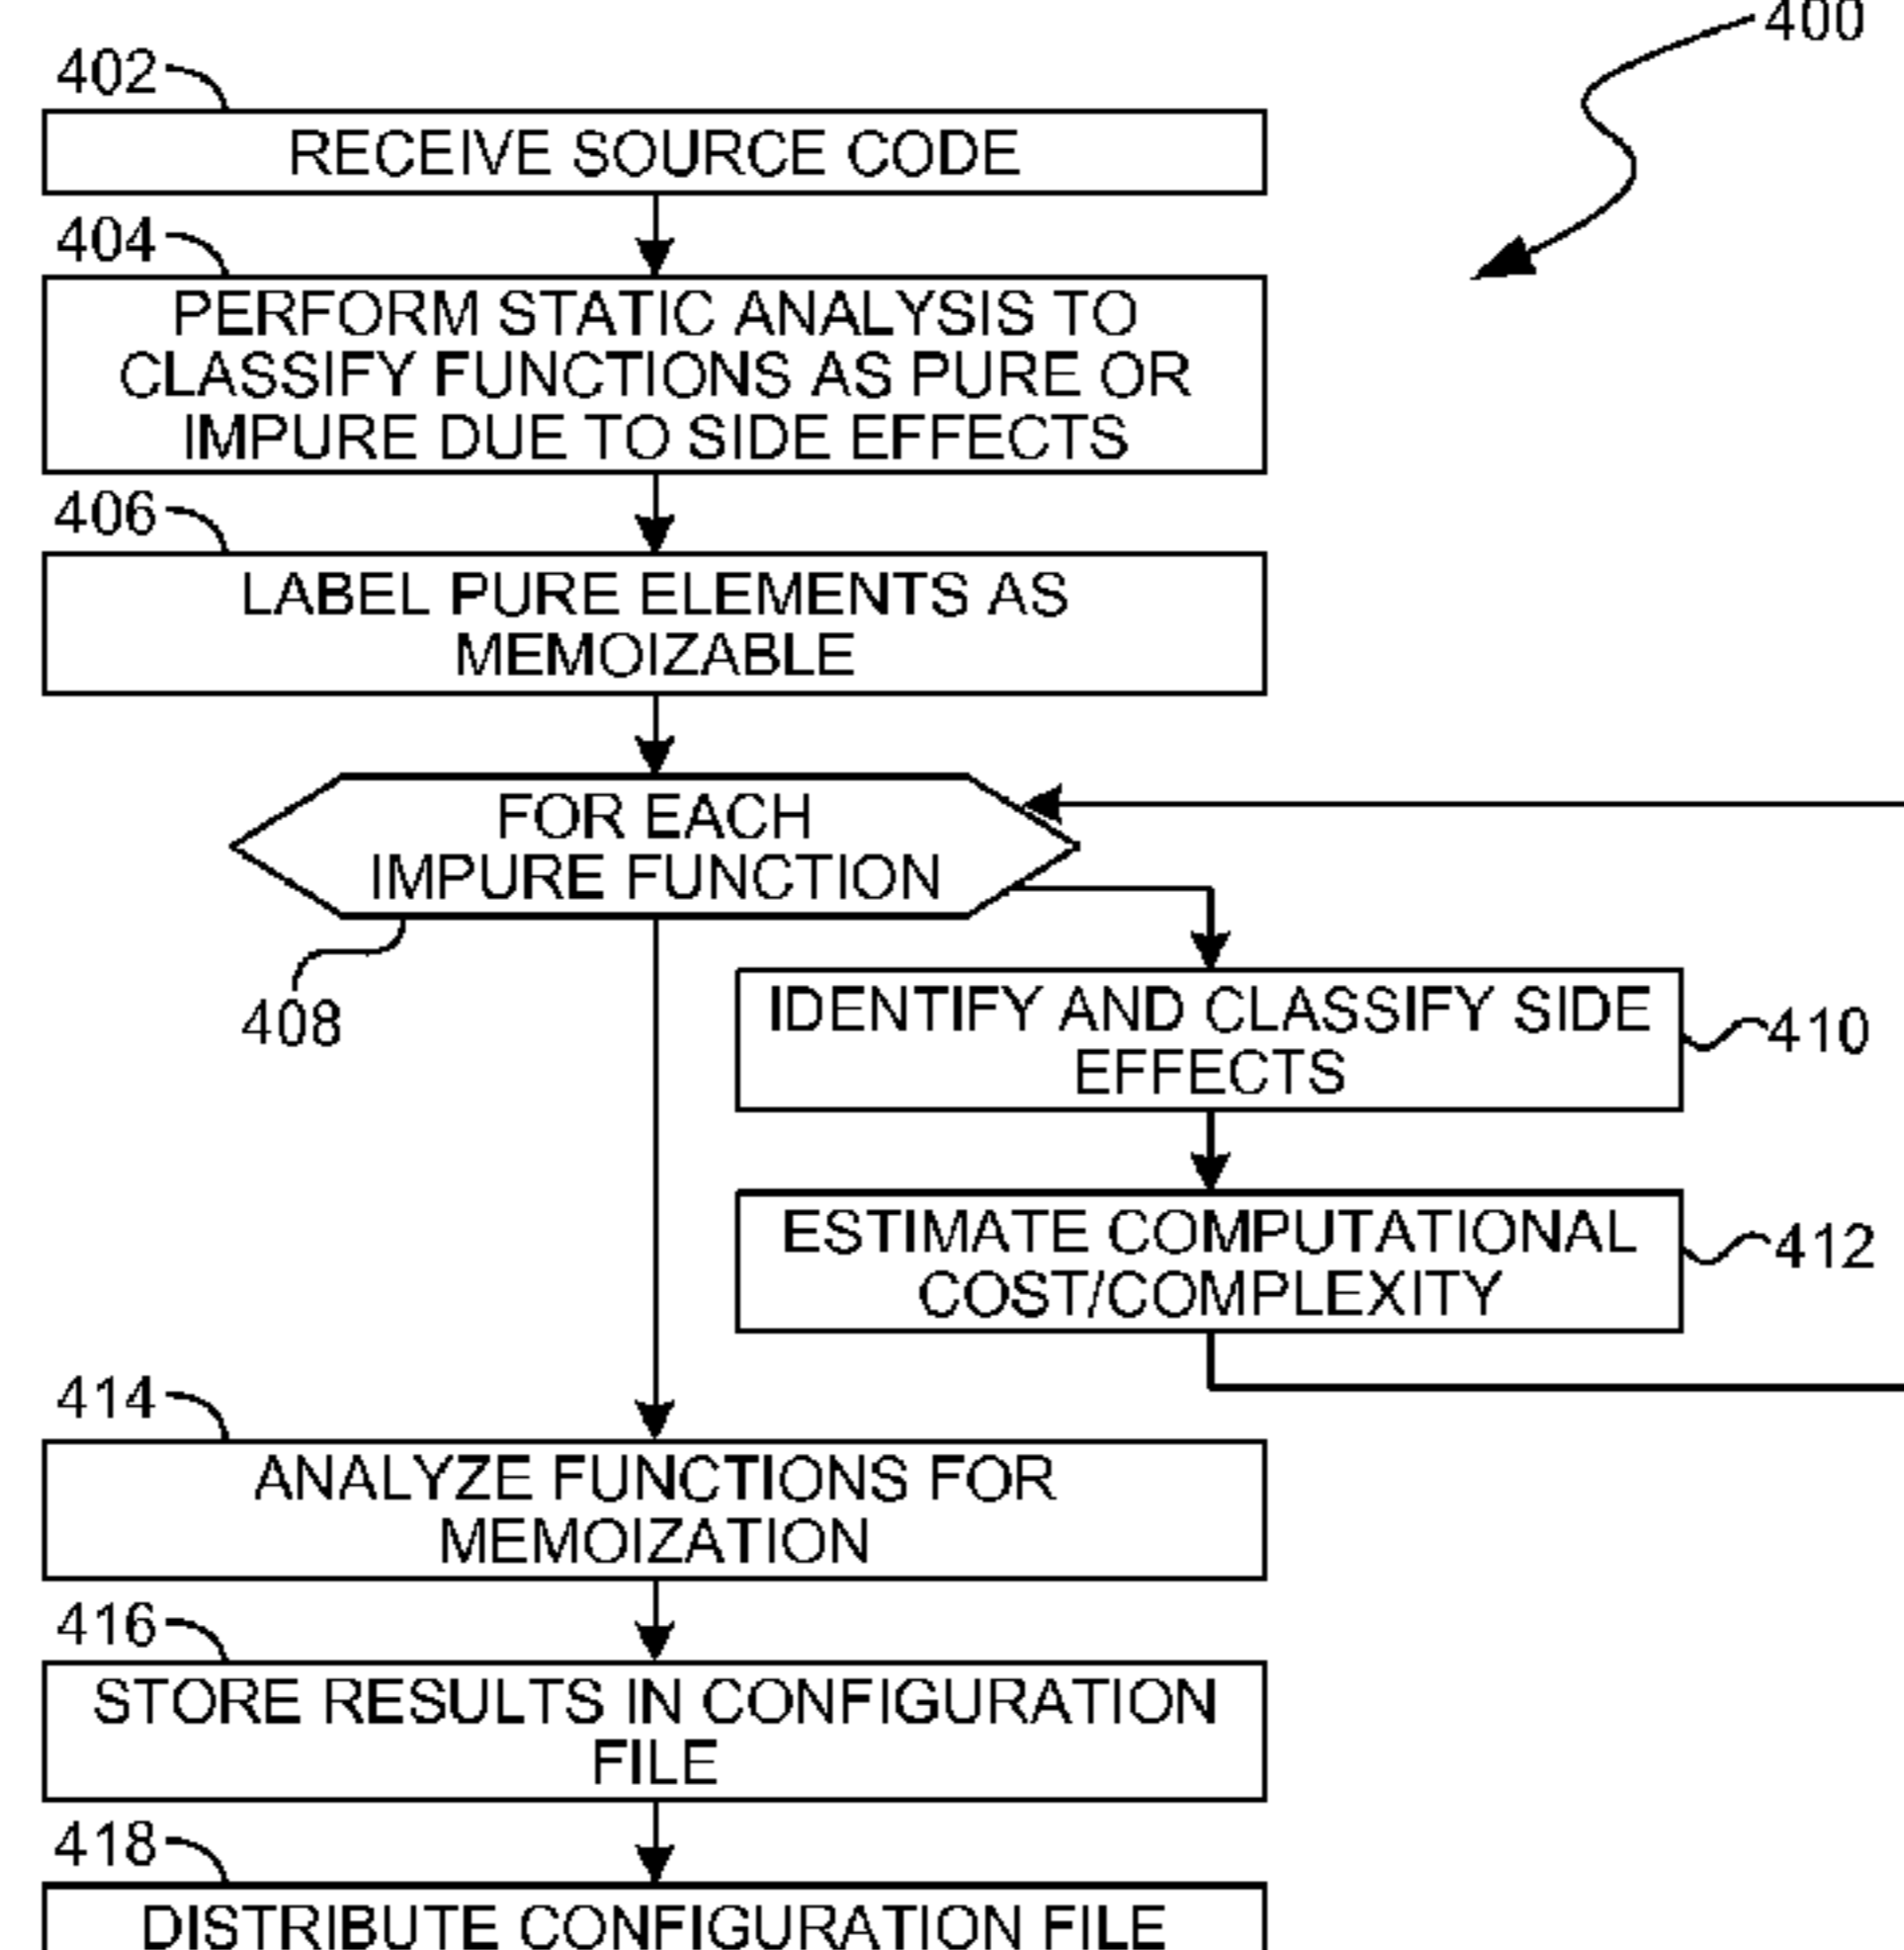 400
402
RECEIVE SOURCE CODE
404
PERFORM STATIC ANALYSIS TO
CLASSIFY FUNCTIONS AS PURE OR
IMPURE DUE TO SIDE EFFECTS
406
LABEL PURE ELEMENTS AS
MEMOIZABLE
FOR EACH
IMPURE FUNCTION
408
IDENTIFY AND CLASSIFY SIDE
EFFECTS
410
ESTIMATE COMPUTATIONAL
COST/COMPLEXITY
412
414
ANALYZE FUNCTIONS FOR
MEMOIZATION
416
STORE RESULTS IN CONFIGURATION
FILE
418
DISTRIBUTE CONFIGURATION FILE